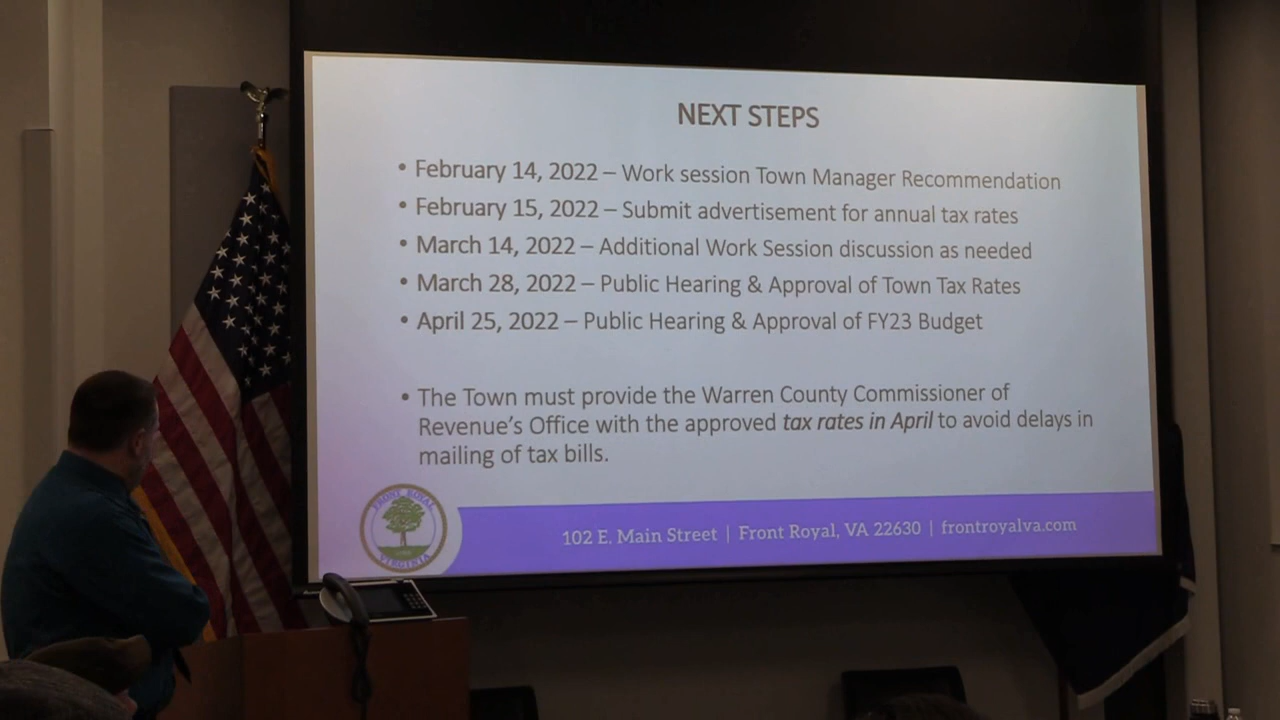 NEXT STEPS
• February 14, 2022 – Work session Town Manager Recommendation
• February 15, 2022 – Submit advertisement for annual tax rates
• March 14, 2022 – Additional Work Session discussion as needed
• March 28, 2022 – Public Hearing & Approval of Town Tax Rates
• April 25, 2022 – Public Hearing & Approval of FY23 Budget
• The Town must provide the Warren County Commissioner of
Revenue's Office with the approved tax rates in April to avoid delays in
mailing of tax bills.
FRONT ROYAL
VIRGINIA
102 E. Main Street | Front Royal, VA 22630 | frontroyalva.com